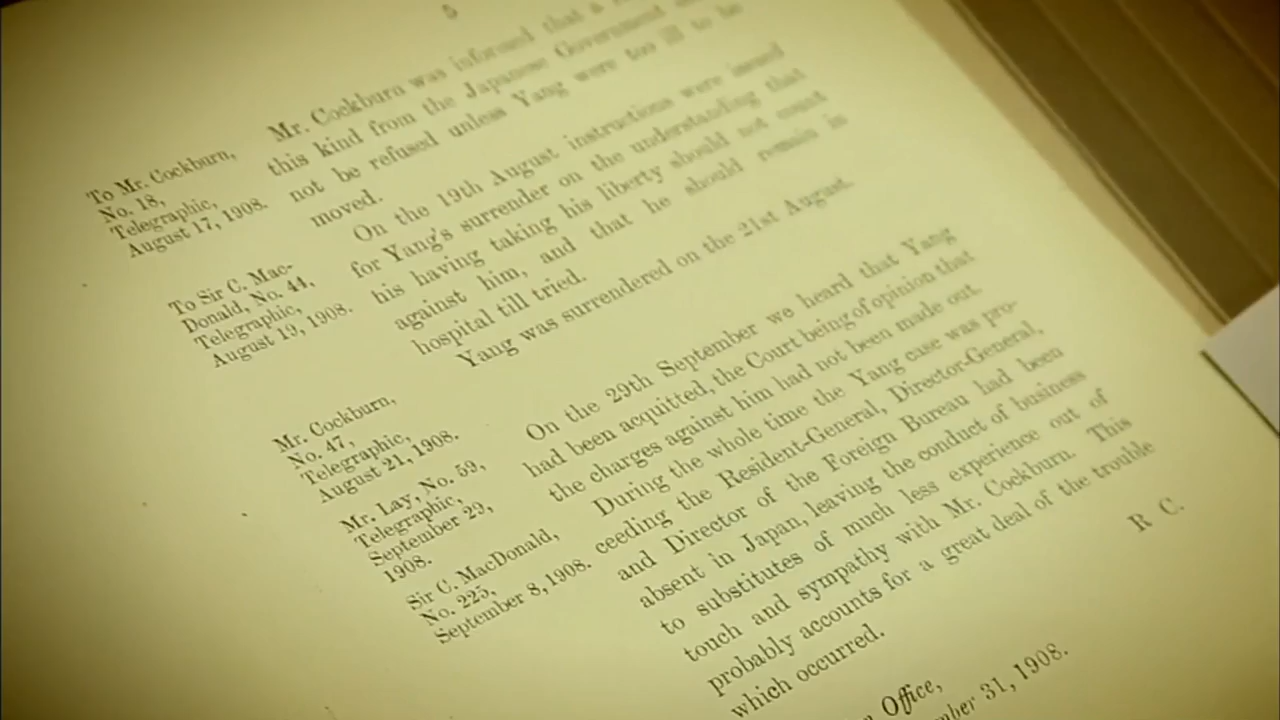 5
Mr. Cockburn was informed that a
this kind from the Japanese Government
not be refused unless Yang were too ill to be
moved.
To Mr. Cockburn,
No. 18,
Telegraphic,
August 17, 1908.
On the 19th August instructions were issued
for Yang's surrender on the understanding that
his having taking his liberty should not
against him, and that he should remain in
hospital till tried.
To Sir C. Mac-
Donald, No. 44,
Telegraphic,
August 19, 1908.
Yang was surrendered on the 21st August.
Mr. Cockburn,
No. 47,
Telegraphic,
August 21, 1908.
On the 29th September we heard that Yang
had been acquitted, the Court being of opinion that
the charges against him had not been made out.
Mr. Lay, No. 59,
Telegraphic,
September 29,
1908.
During the whole time the Yang case was pro-
ceeding the Resident-General, Director-General,
and Director of the Foreign Bureau had been
absent in Japan, leaving the conduct of business
to substitutes of much less experience out of
touch and sympathy with Mr. Cockburn. This
probably accounts for a great deal of the trouble
which occurred.
Sir C. MacDonald,
No. 225,
September 8, 1908.
R C.
Office,
31, 1908.